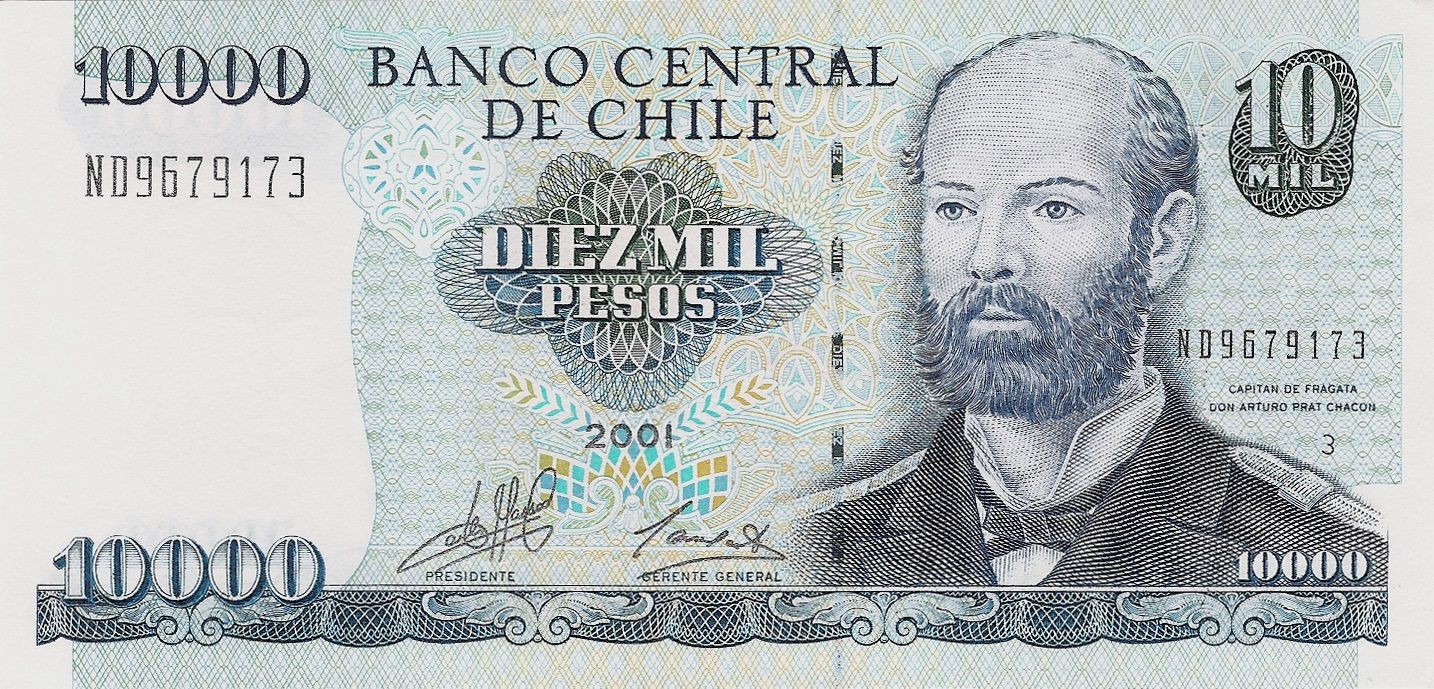 10000
BANCO CENTRAL
DE CHILE
10
MIL
ND9679173
DIEZ MIL
PESOS
ND9679173
CAPITAN DE FRAGATA
DON ARTURO PRAT CHACON
3
2001
PRESIDENTE
GERENTE GENERAL
10000
10000